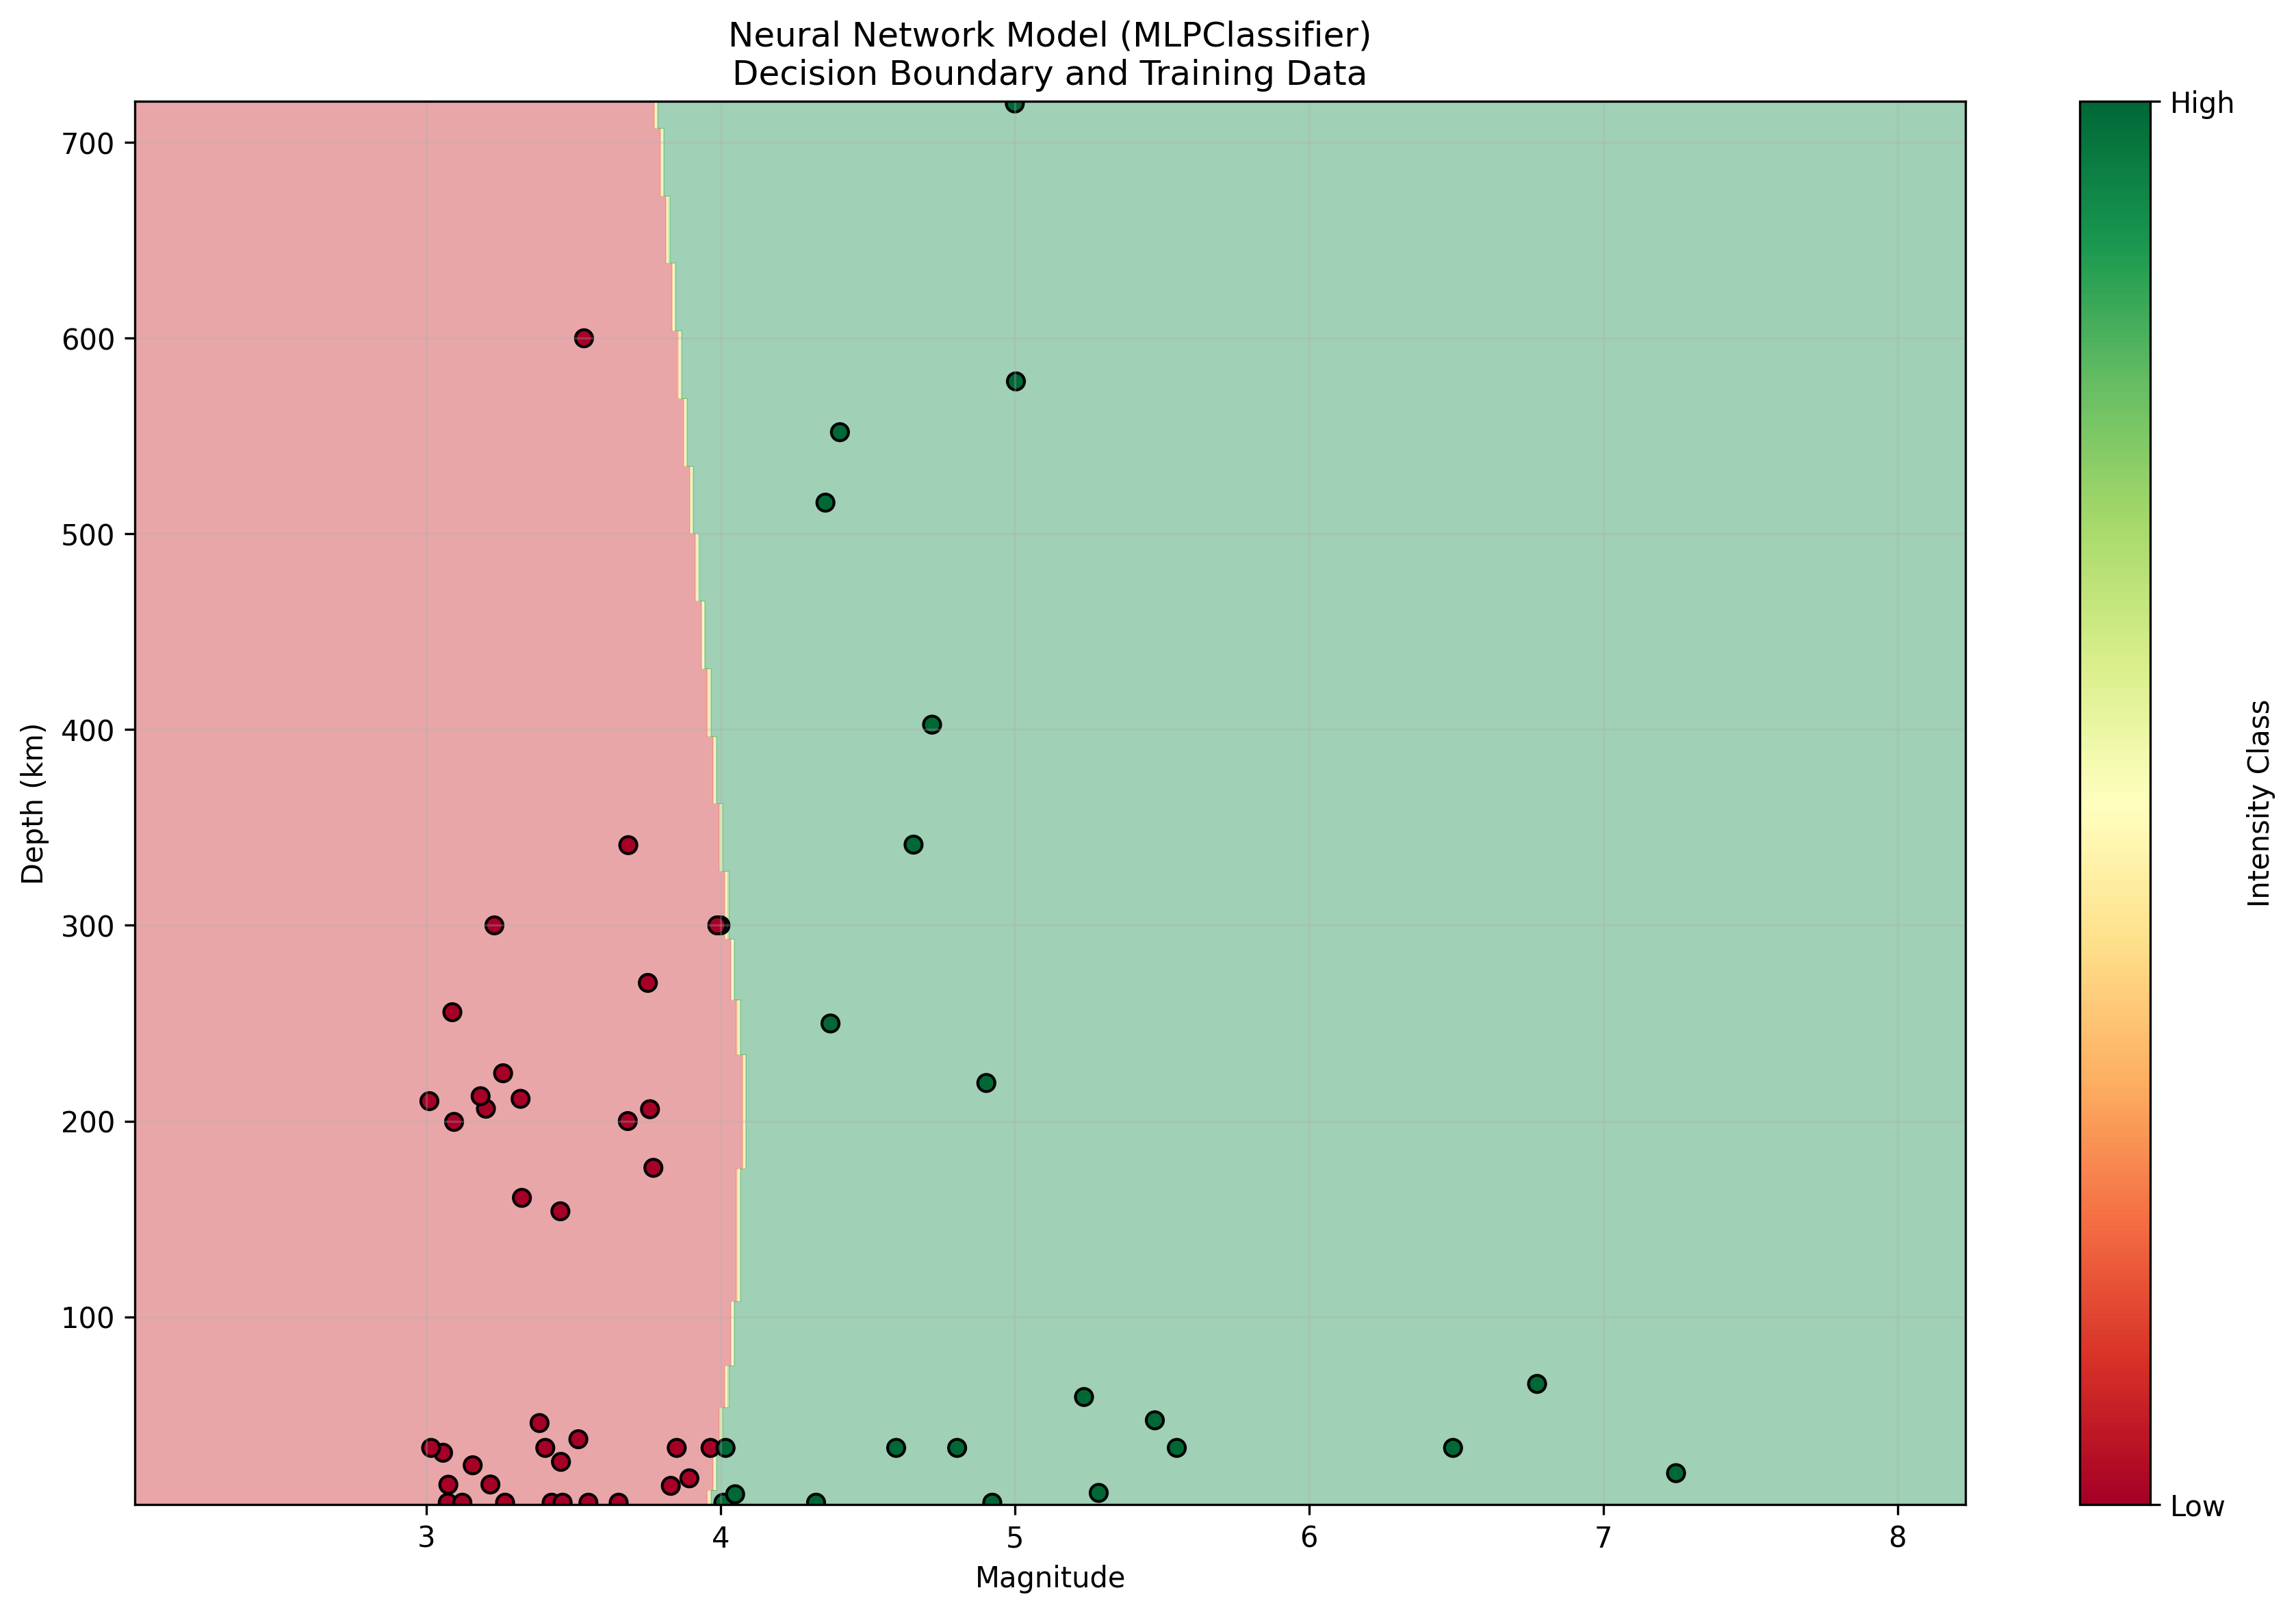 Neural Network Model (MLPClassifier)
Decision Boundary and Training Data
High
700
600
500
400
300
200
100
Depth (km)
Intensity Class
Low
3
4
5
6
7
8
Magnitude